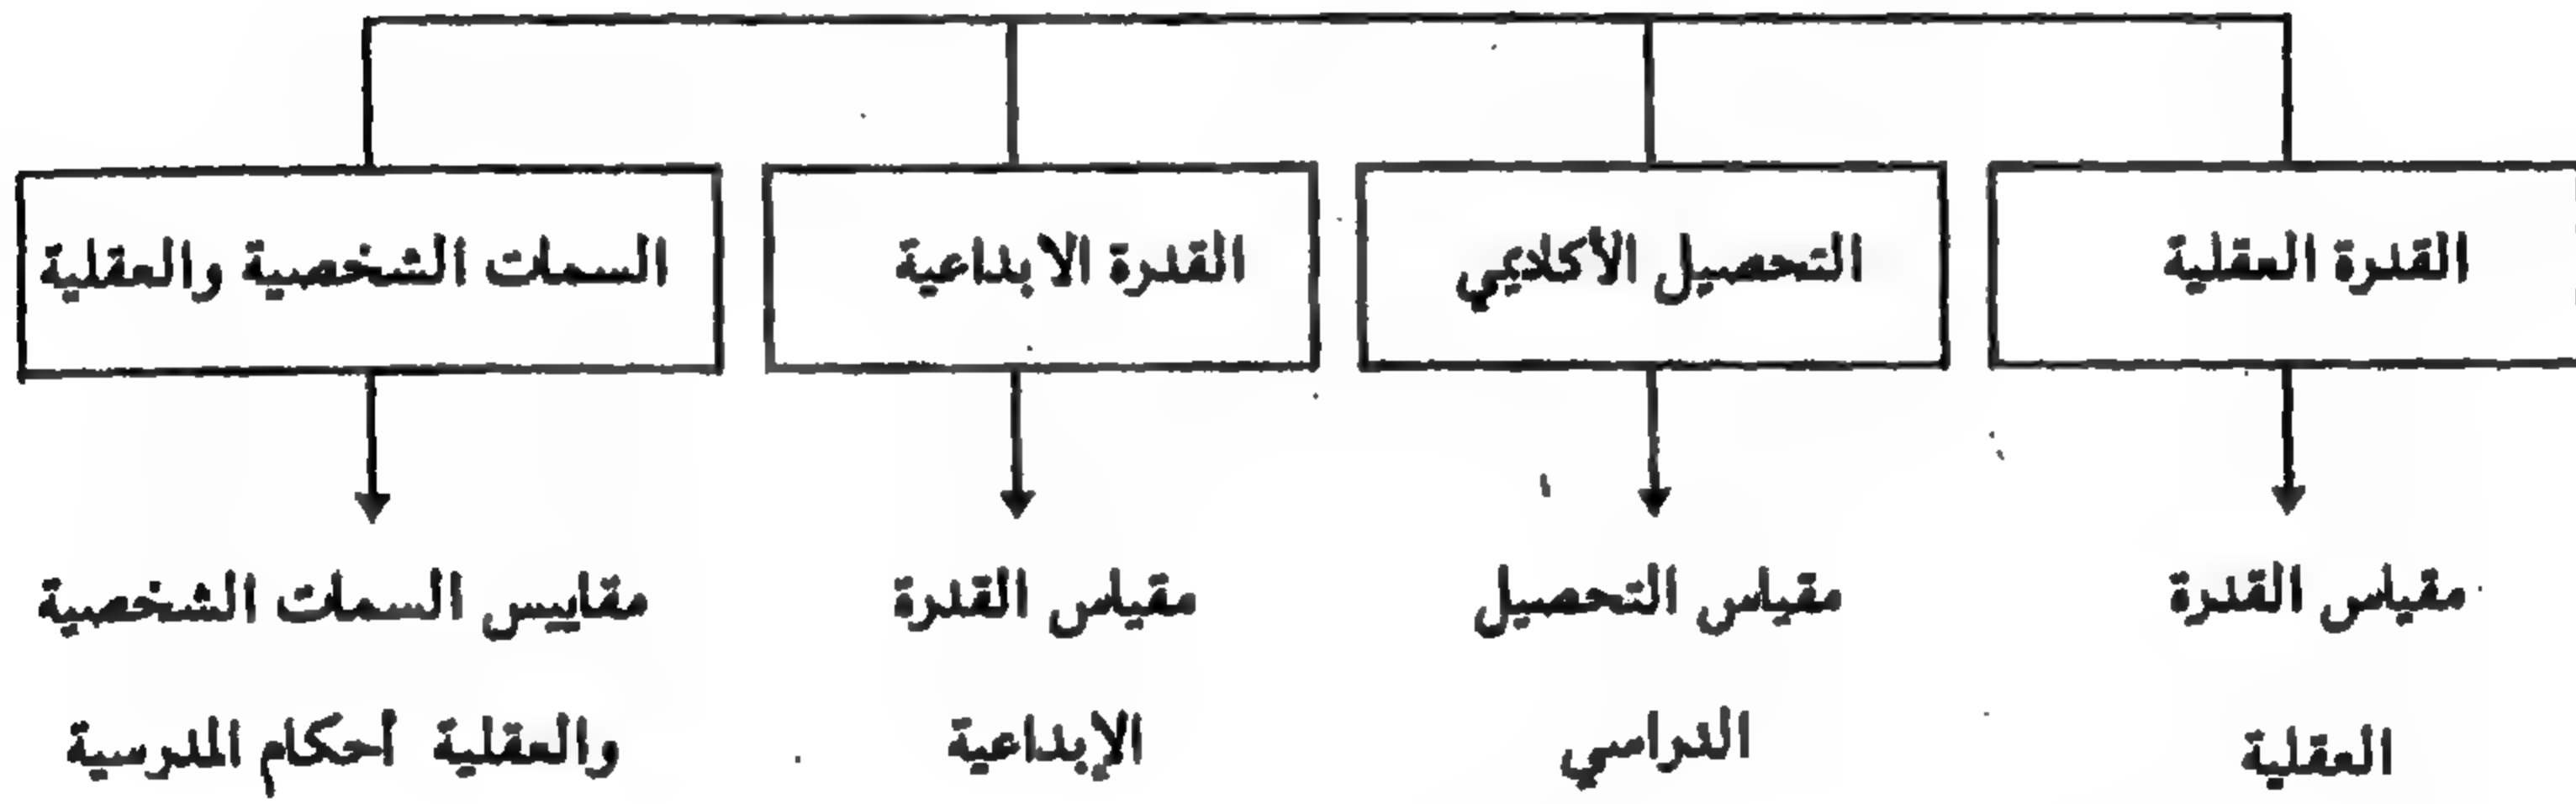 القدرة العقلية
التحصيل الأكاديمي
القدرة الابداعية
السمات الشخصية والعقلية
مقياس القدرة
العقلية
مقياس التحصيل
الدراسي
مقياس القدرة
الإبداعية
مقاييس السمات الشخصية
والعقلية أحكام المدرسية